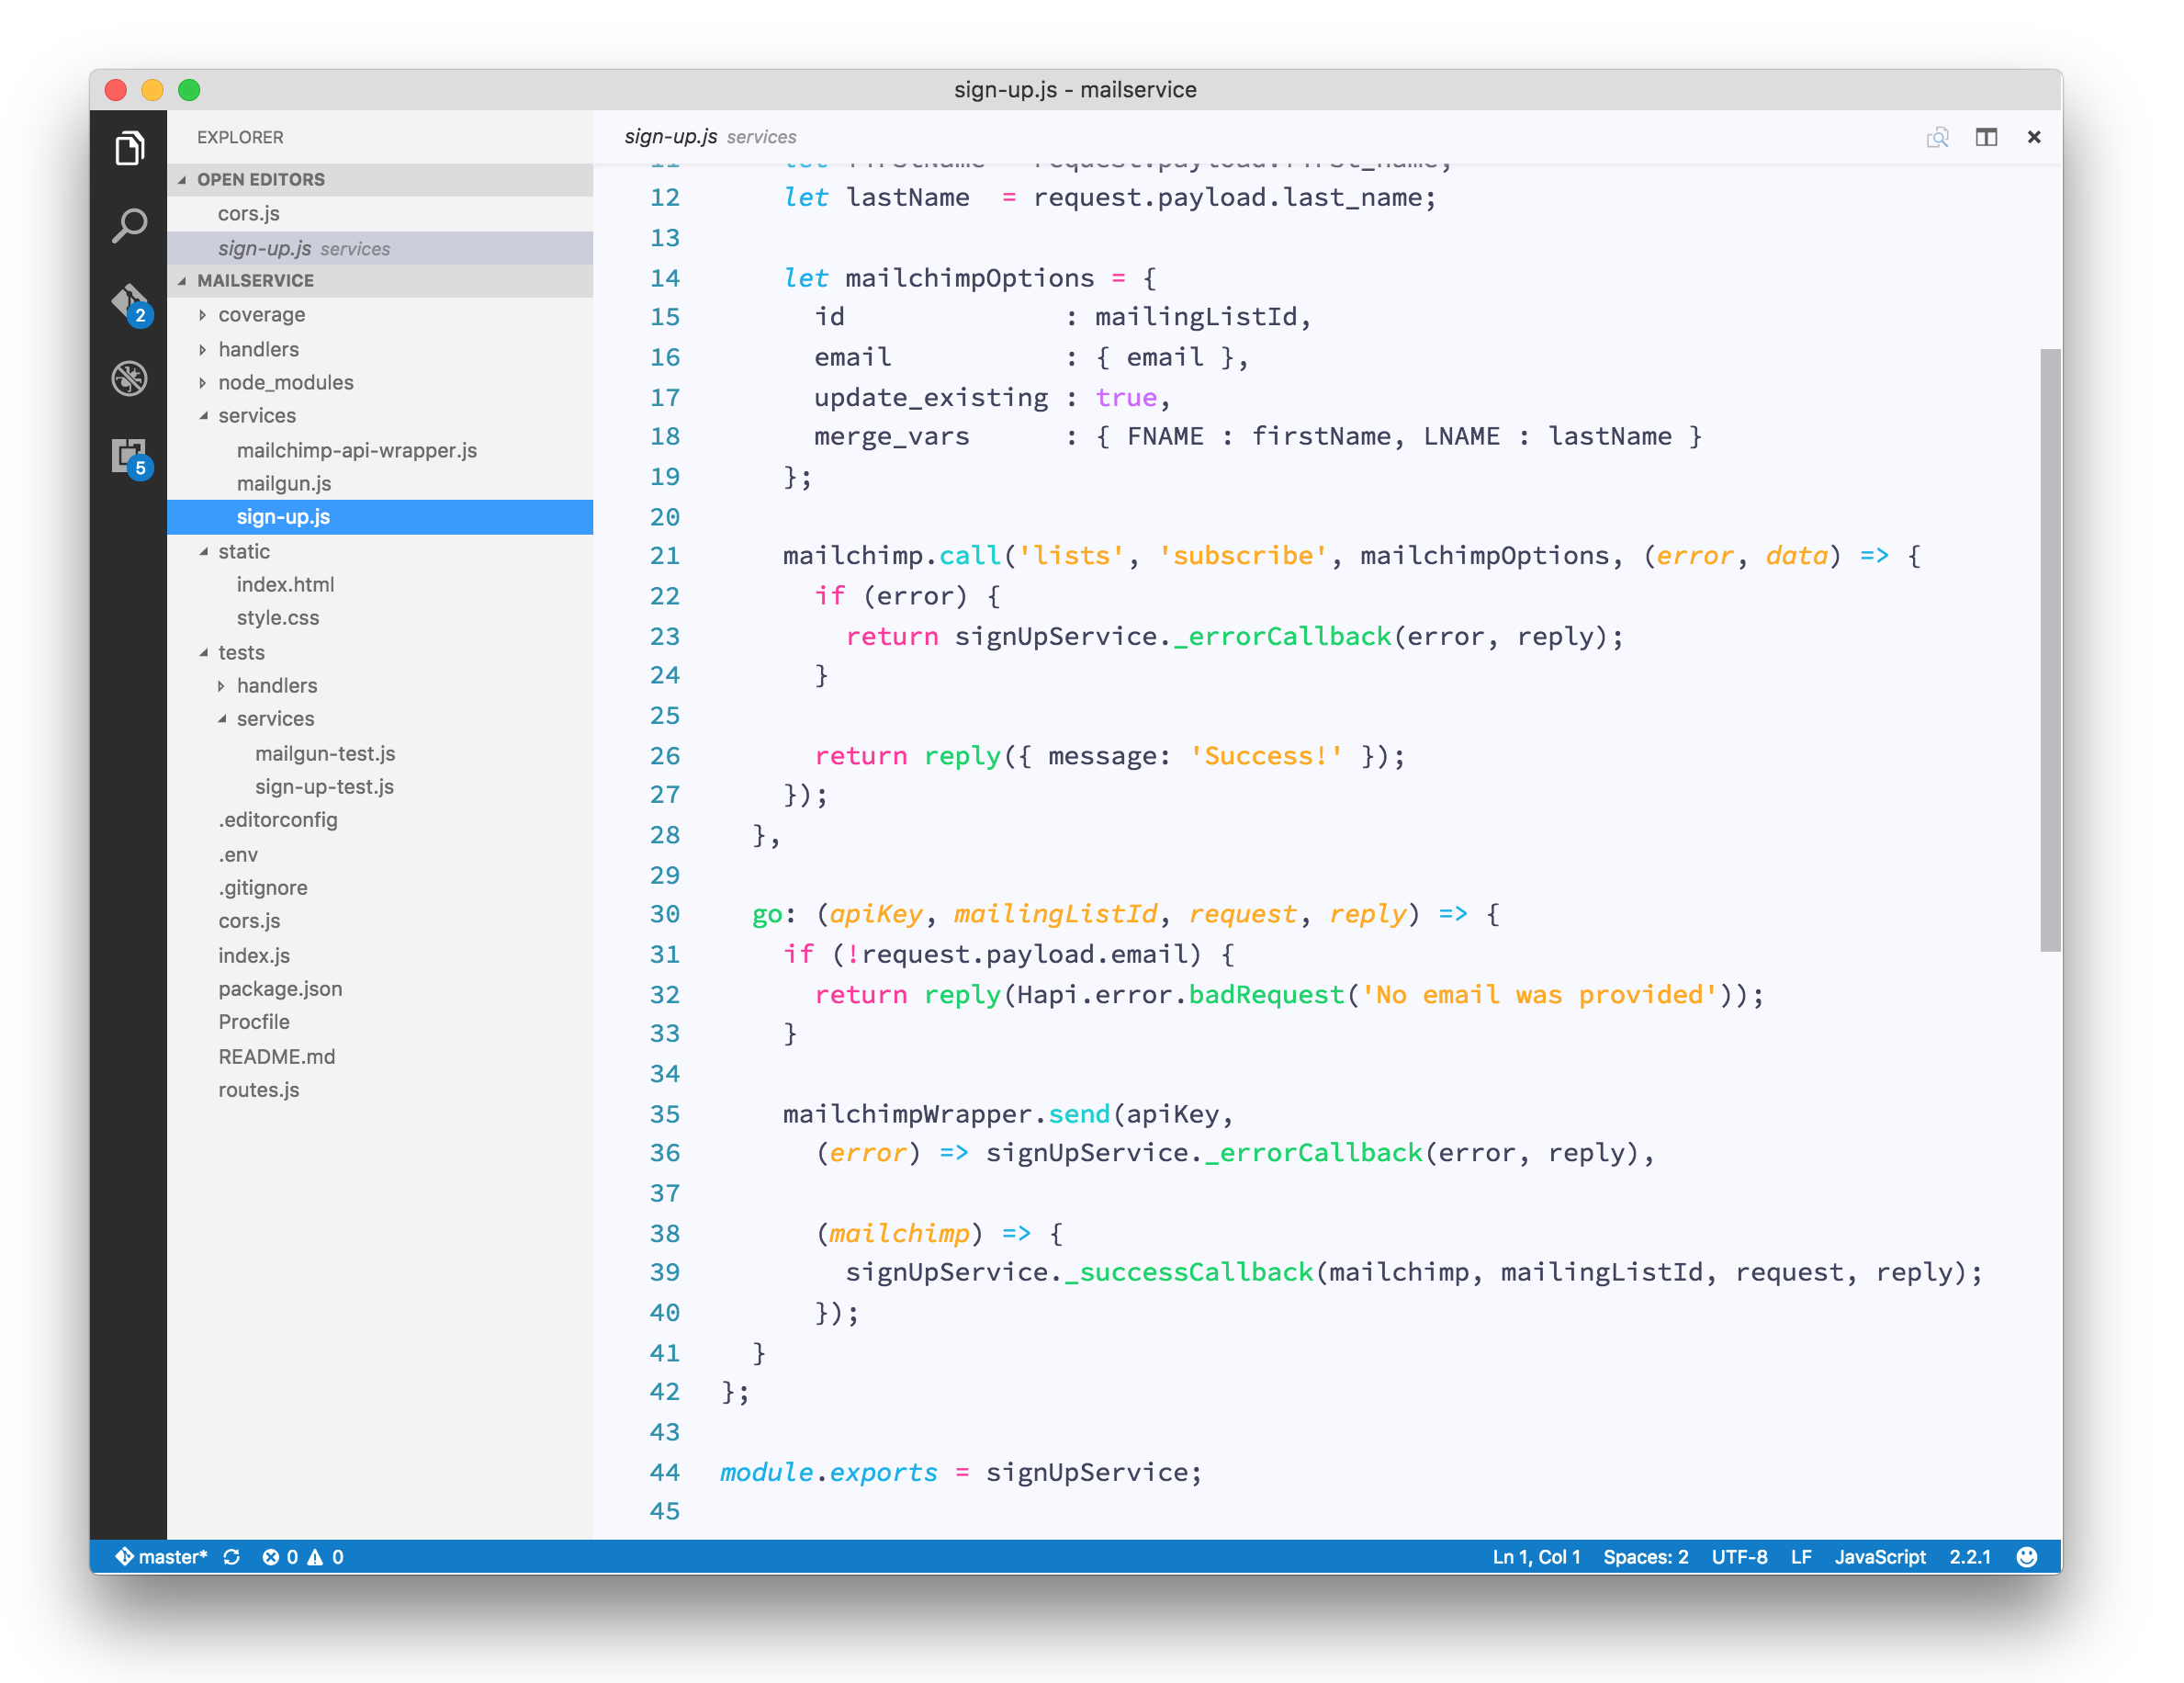 sign-up.js - mailservice
EXPLORER
OPEN EDITORS
cors.js
sign-up.js services
MAILSERVICE
coverage
handlers
node_modules
services
mailchimp-api-wrapper.js
mailgun.js
sign-up.js
static
index.html
style.css
tests
handlers
services
mailgun-test.js
sign-up-test.js
.editorconfig
.env
.gitignore
cors.js
index.js
package.json
Procfile
README.md
routes.js
2
5
sign-up.js services
11     let firstName  = request.payload.first_name;
12     let lastName  = request.payload.last_name;
13
14     let mailchimpOptions = {
15       id              : mailingListId,
16       email           : { email },
17       update_existing : true,
18       merge_vars      : { FNAME : firstName, LNAME : lastName }
19     };
20
21     mailchimp.call('lists', 'subscribe', mailchimpOptions, (error, data) => {
22       if (error) {
23         return signUpService._errorCallback(error, reply);
24       }
25
26       return reply({ message: 'Success!' });
27     });
28   },
29
30   go: (apiKey, mailingListId, request, reply) => {
31     if (!request.payload.email) {
32       return reply(Hapi.error.badRequest('No email was provided'));
33     }
34
35     mailchimpWrapper.send(apiKey,
36       (error) => signUpService._errorCallback(error, reply),
37
38       (mailchimp) => {
39         signUpService._successCallback(mailchimp, mailingListId, request, reply);
40       });
41   }
42 };
43
44 module.exports = signUpService;
45
master* 0 0 Ln 1, Col 1 Spaces: 2 UTF-8 LF JavaScript 2.2.1